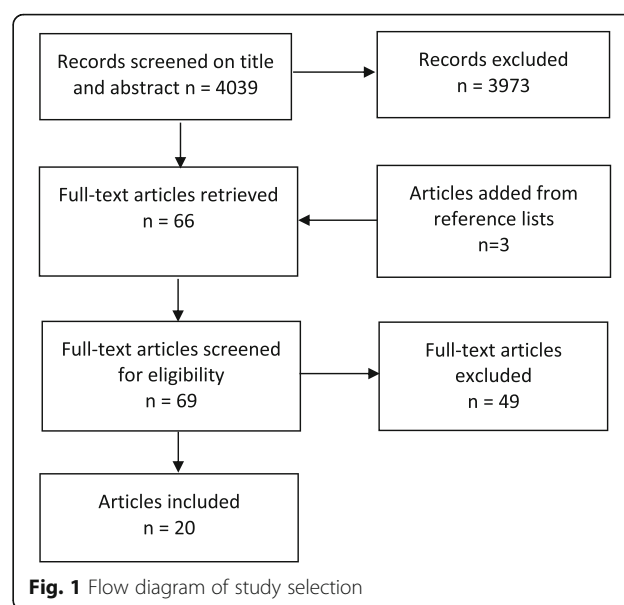 Records screened on title
and abstract n = 4039
Records excluded
n = 3973
Full-text articles retrieved
n = 66
Articles added from
reference lists
n=3
Full-text articles screened
for eligibility
n = 69
Full-text articles
excluded
n = 49
Articles included
n = 20
Fig. 1 Flow diagram of study selection